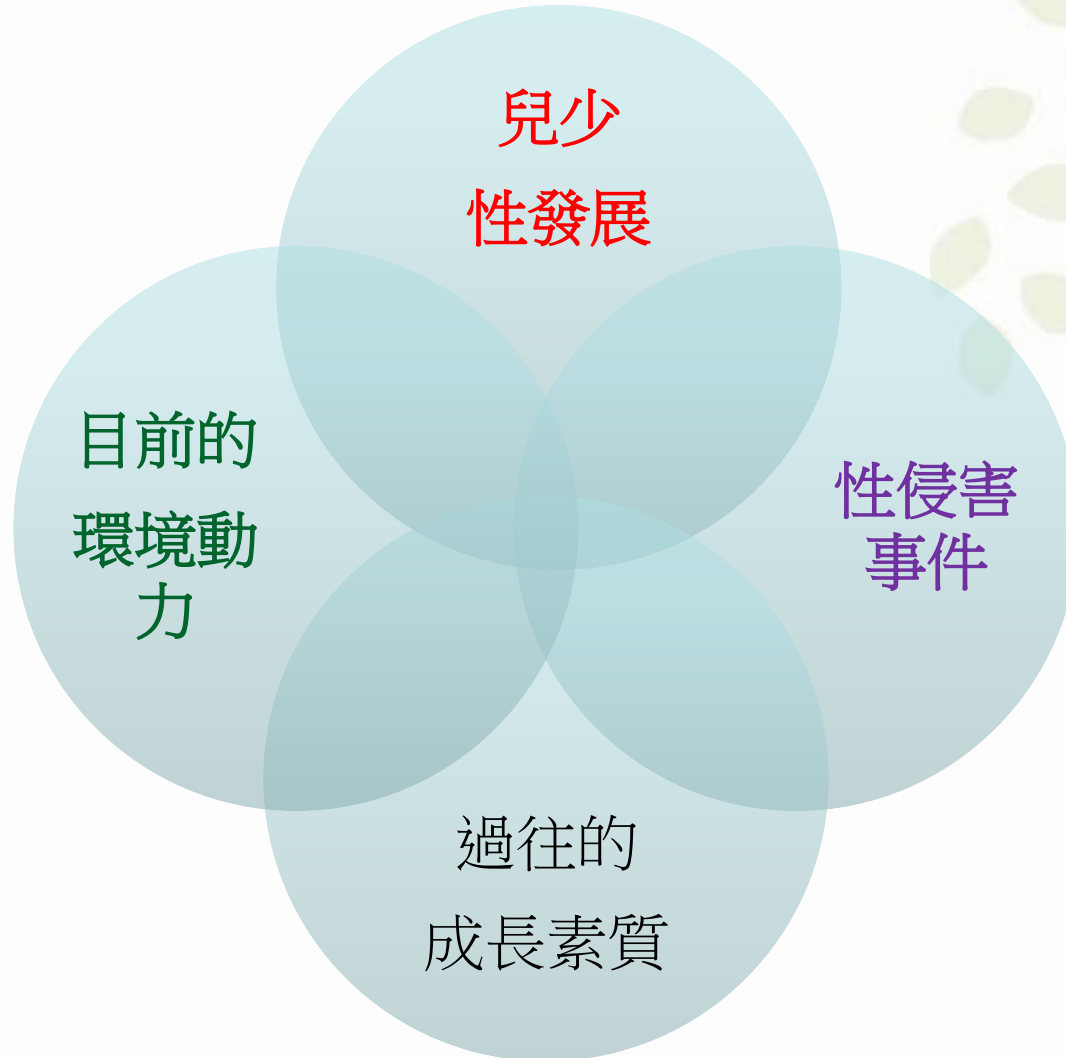 兒少
性發展
目前的
環境動
力
性侵害
事件
過往的
成長素質